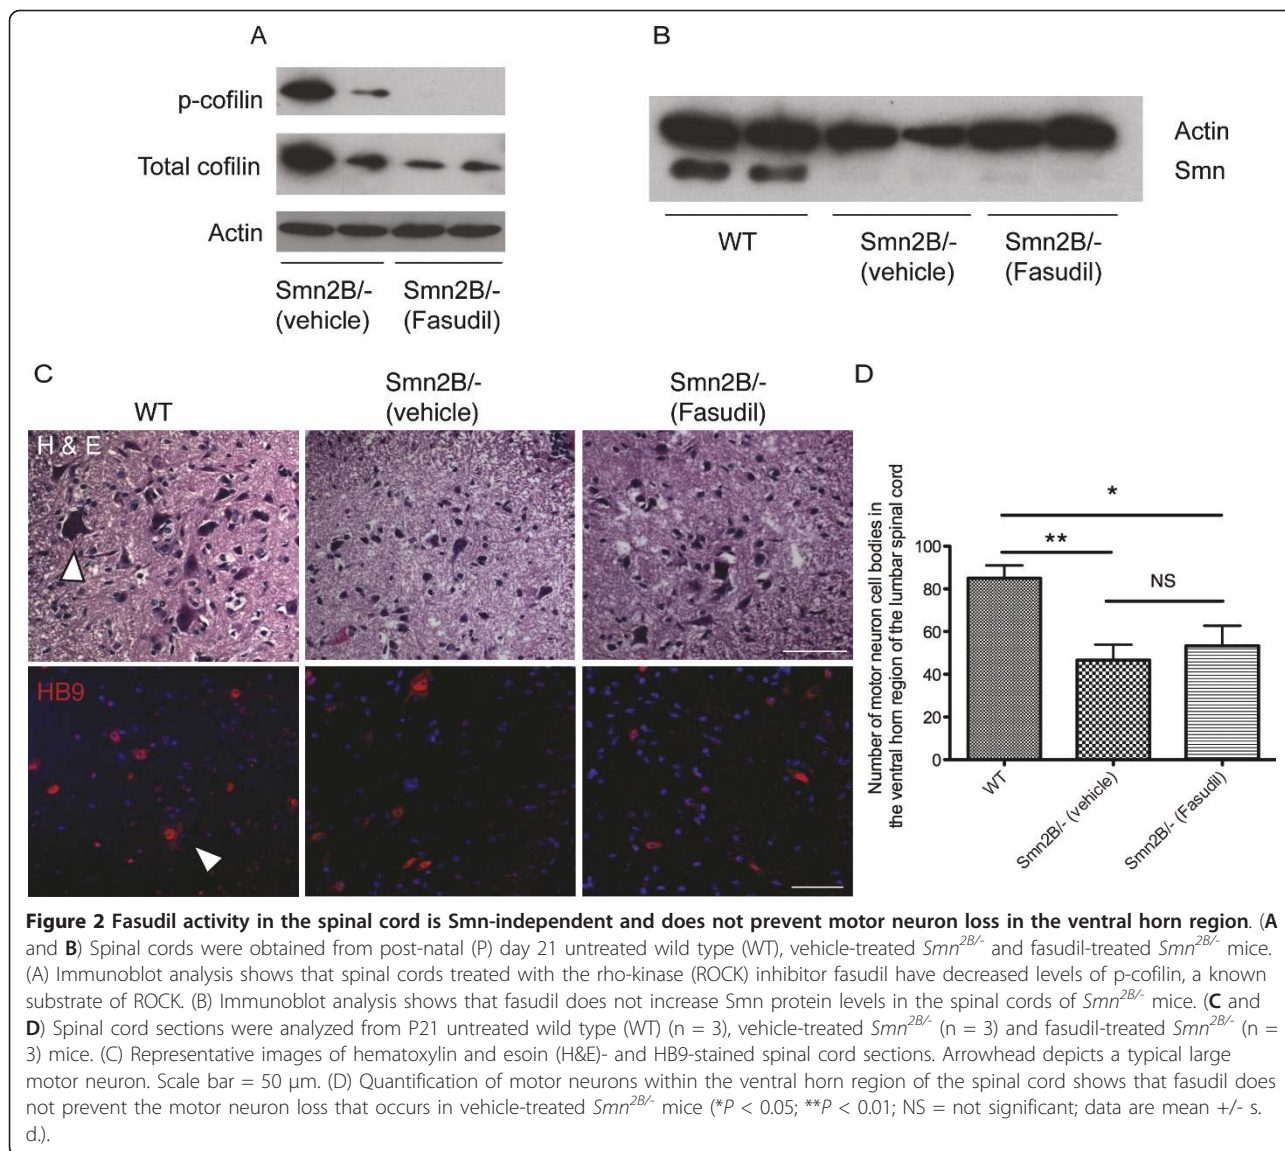 A
p-cofilin
Total cofilin
Actin
Smn2B/-
(vehicle)
Smn2B/-
(Fasudil)
B
Actin
Smn
WT
Smn2B/-
(vehicle)
Smn2B/-
(Fasudil)
C
WT
Smn2B/-
(vehicle)
Smn2B/-
(Fasudil)
H & E
HB9
D
Number of motor neuron cell bodies in
the ventral horn region of the lumbar spinal cord
100
80
60
40
20
0
*
**
NS
WT
Smn2B/- (vehicle)
Smn2B/- (Fasudil)
Figure 2 Fasudil activity in the spinal cord is Smn-independent and does not prevent motor neuron loss in the ventral horn region. (A
and B) Spinal cords were obtained from post-natal (P) day 21 untreated wild type (WT), vehicle-treated Smn2B/- and fasudil-treated Smn2B/- mice.
(A) Immunoblot analysis shows that spinal cords treated with the rho-kinase (ROCK) inhibitor fasudil have decreased levels of p-cofilin, a known
substrate of ROCK. (B) Immunoblot analysis shows that fasudil does not increase Smn protein levels in the spinal cords of Smn2B/- mice. (C and
D) Spinal cord sections were analyzed from P21 untreated wild type (WT) (n = 3), vehicle-treated Smn2B/- (n = 3) and fasudil-treated Smn2B/- (n =
3) mice. (C) Representative images of hematoxylin and esoin (H&E)- and HB9-stained spinal cord sections. Arrowhead depicts a typical large
motor neuron. Scale bar = 50 μm. (D) Quantification of motor neurons within the ventral horn region of the spinal cord shows that fasudil does
not prevent the motor neuron loss that occurs in vehicle-treated Smn2B/- mice (*P < 0.05; **P < 0.01; NS = not significant; data are mean +/- s.
d.).